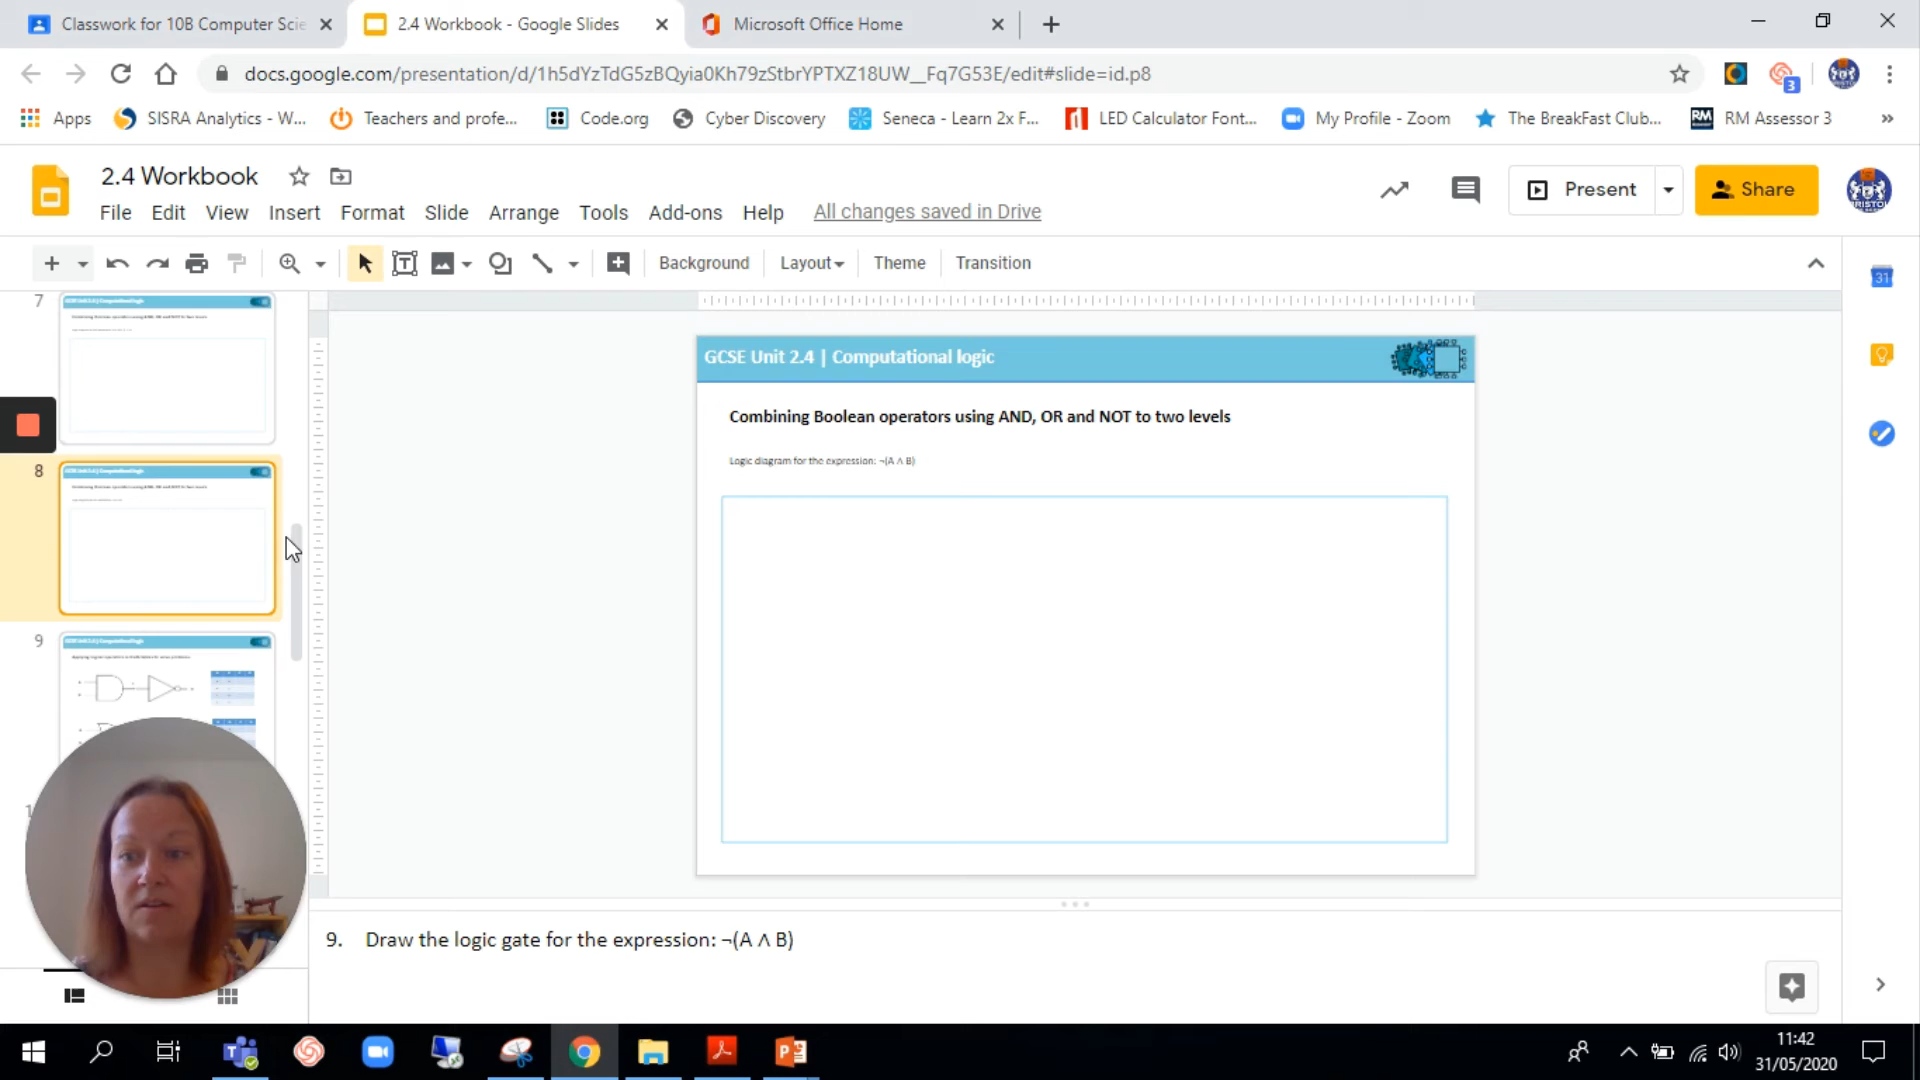 Classwork for 10B Computer Scie
2.4 Workbook - Google Slides
Microsoft Office Home
docs.google.com/presentation/d/1h5dYzTdG5zBQyia0Kh79zStbrYPTXZ18UW__Fq7G53E/edit#slide=id.p8
3
Apps
SISRA Analytics - W...
Teachers and profe...
Code.org
Cyber Discovery
Seneca - Learn 2x F...
LED Calculator Font...
My Profile - Zoom
The BreakFast Club...
RM Assessor 3
»
2.4 Workbook
Present
Share
File
Edit
View
Insert
Format
Slide
Arrange
Tools
Add-ons
Help
All changes saved in Drive
Background
Layout
Theme
Transition
31
7
8
9
GCSE Unit 2.4 | Computational logic
Combining Boolean operators using AND, OR and NOT to two levels
Logic diagram for the expression: ¬(A ∧ B)
9. Draw the logic gate for the expression: ¬(A ∧ B)
11:42
31/05/2020